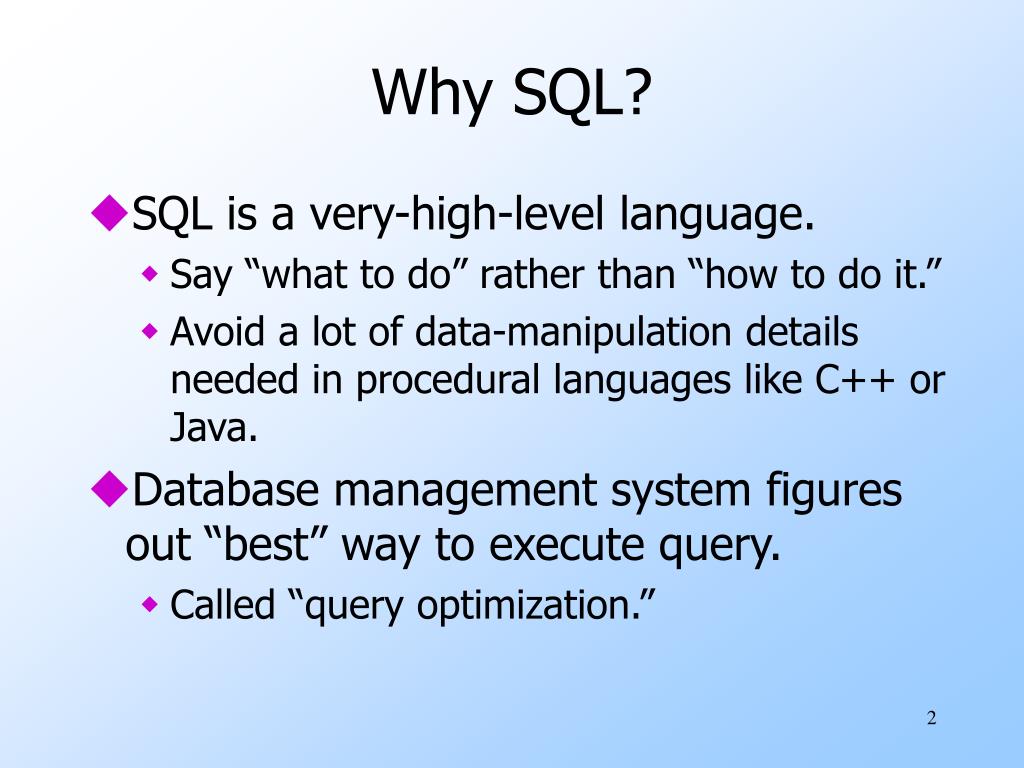 Why SQL?
◆SQL is a very-high-level language.
◆ Say “what to do” rather than “how to do it.”
◆ Avoid a lot of data-manipulation details
needed in procedural languages like C++ or
Java.
◆Database management system figures
out “best” way to execute query.
◆ Called “query optimization.”
2